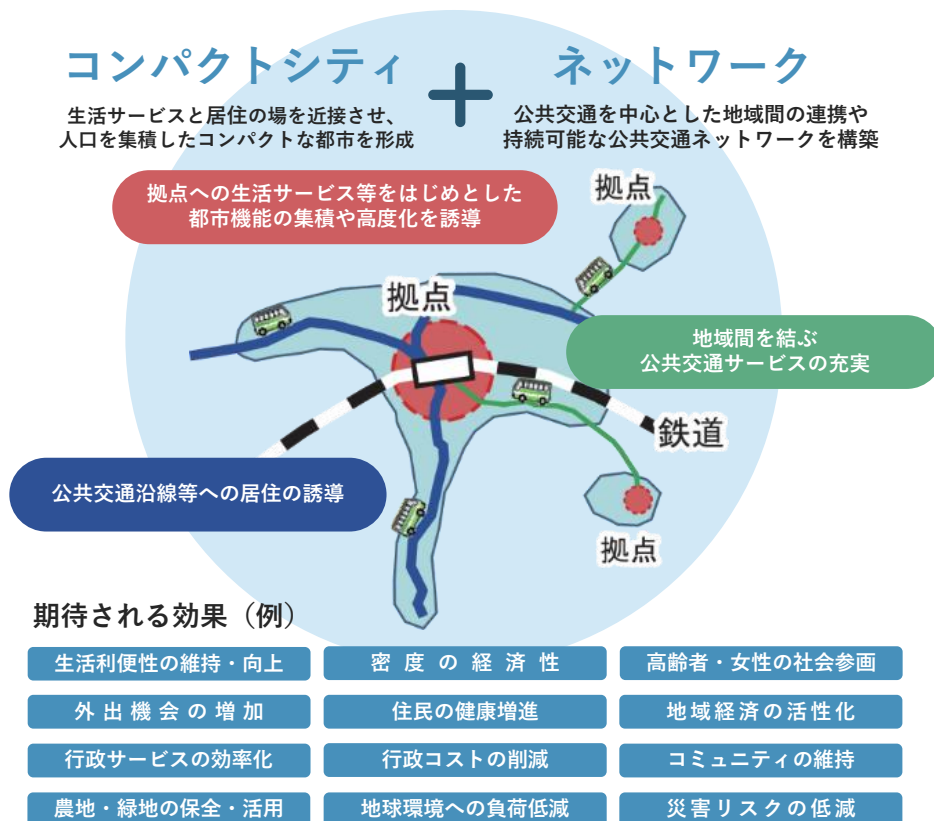 コンパクトシティ
+
ネットワーク
生活サービスと居住の場を近接させ、
人口を集積したコンパクトな都市を形成
公共交通を中心とした地域間の連携や
持続可能な公共交通ネットワークを構築
拠点への生活サービス等をはじめとした
都市機能の集積や高度化を誘導
拠点
拠点
地域間を結ぶ
公共交通サービスの充実
鉄道
公共交通沿線等への居住の誘導
拠点
期待される効果（例）
生活利便性の維持・向上
密度の経済性
高齢者・女性の社会参画
外出機会の増加
住民の健康増進
地域経済の活性化
行政サービスの効率化
行政コストの削減
コミュニティの維持
農地・緑地の保全・活用
地球環境への負荷低減
災害リスクの低減